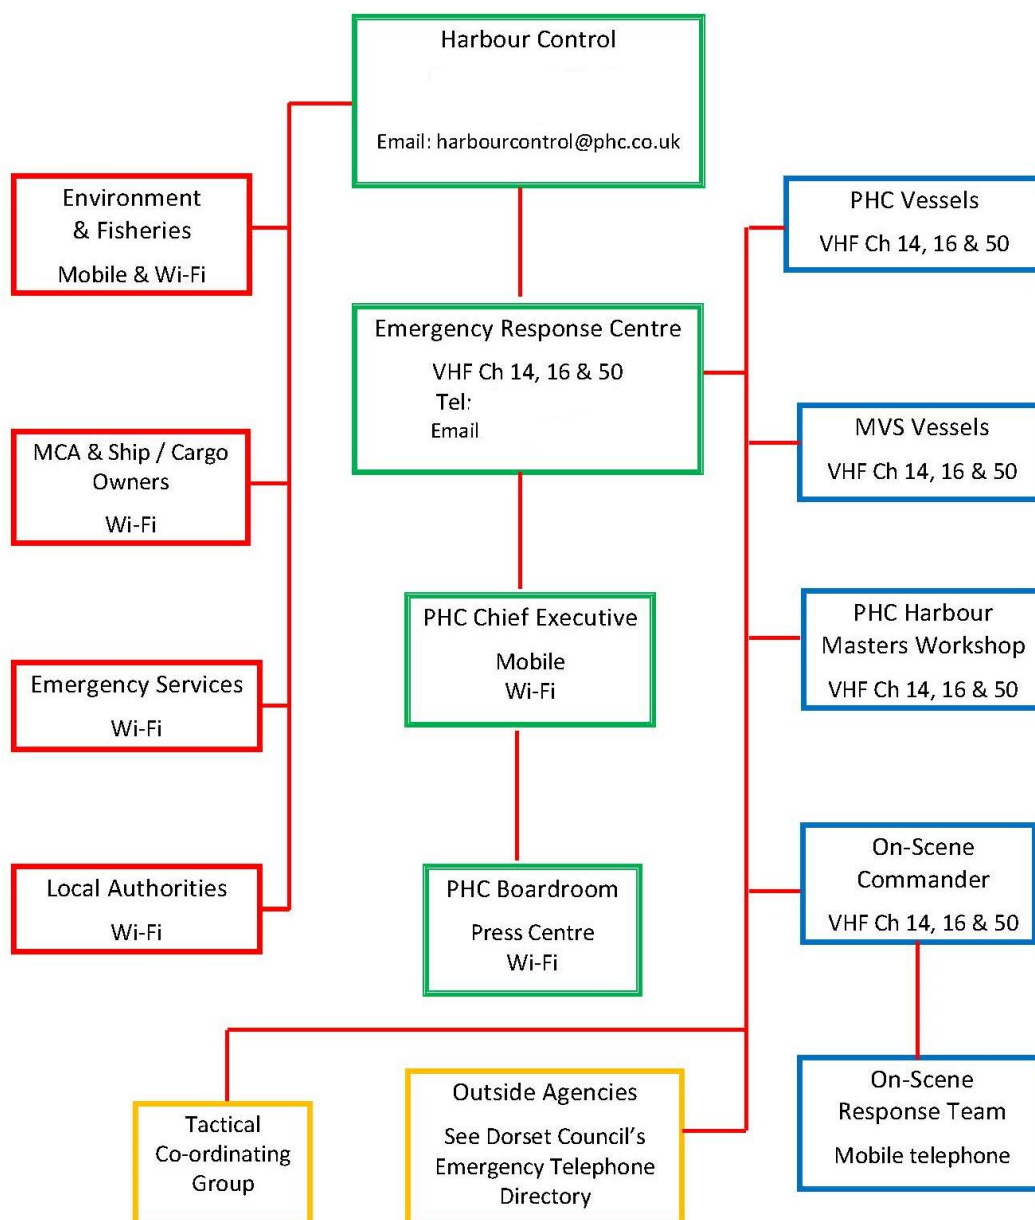 Harbour Control
Email: harbourcontrol@phc.co.uk
Environment
& Fisheries
Mobile & Wi-Fi
PHC Vessels
VHF Ch 14, 16 & 50
Emergency Response Centre
VHF Ch 14, 16 & 50
Tel:
Email
MCA & Ship / Cargo
Owners
Wi-Fi
MVS Vessels
VHF Ch 14, 16 & 50
PHC Chief Executive
Mobile
Wi-Fi
PHC Harbour
Masters Workshop
VHF Ch 14, 16 & 50
Emergency Services
Wi-Fi
Local Authorities
Wi-Fi
PHC Boardroom
Press Centre
Wi-Fi
On-Scene
Commander
VHF Ch 14, 16 & 50
Tactical
Co-ordinating
Group
Outside Agencies
See Dorset Council’s
Emergency Telephone
Directory
On-Scene
Response Team
Mobile telephone